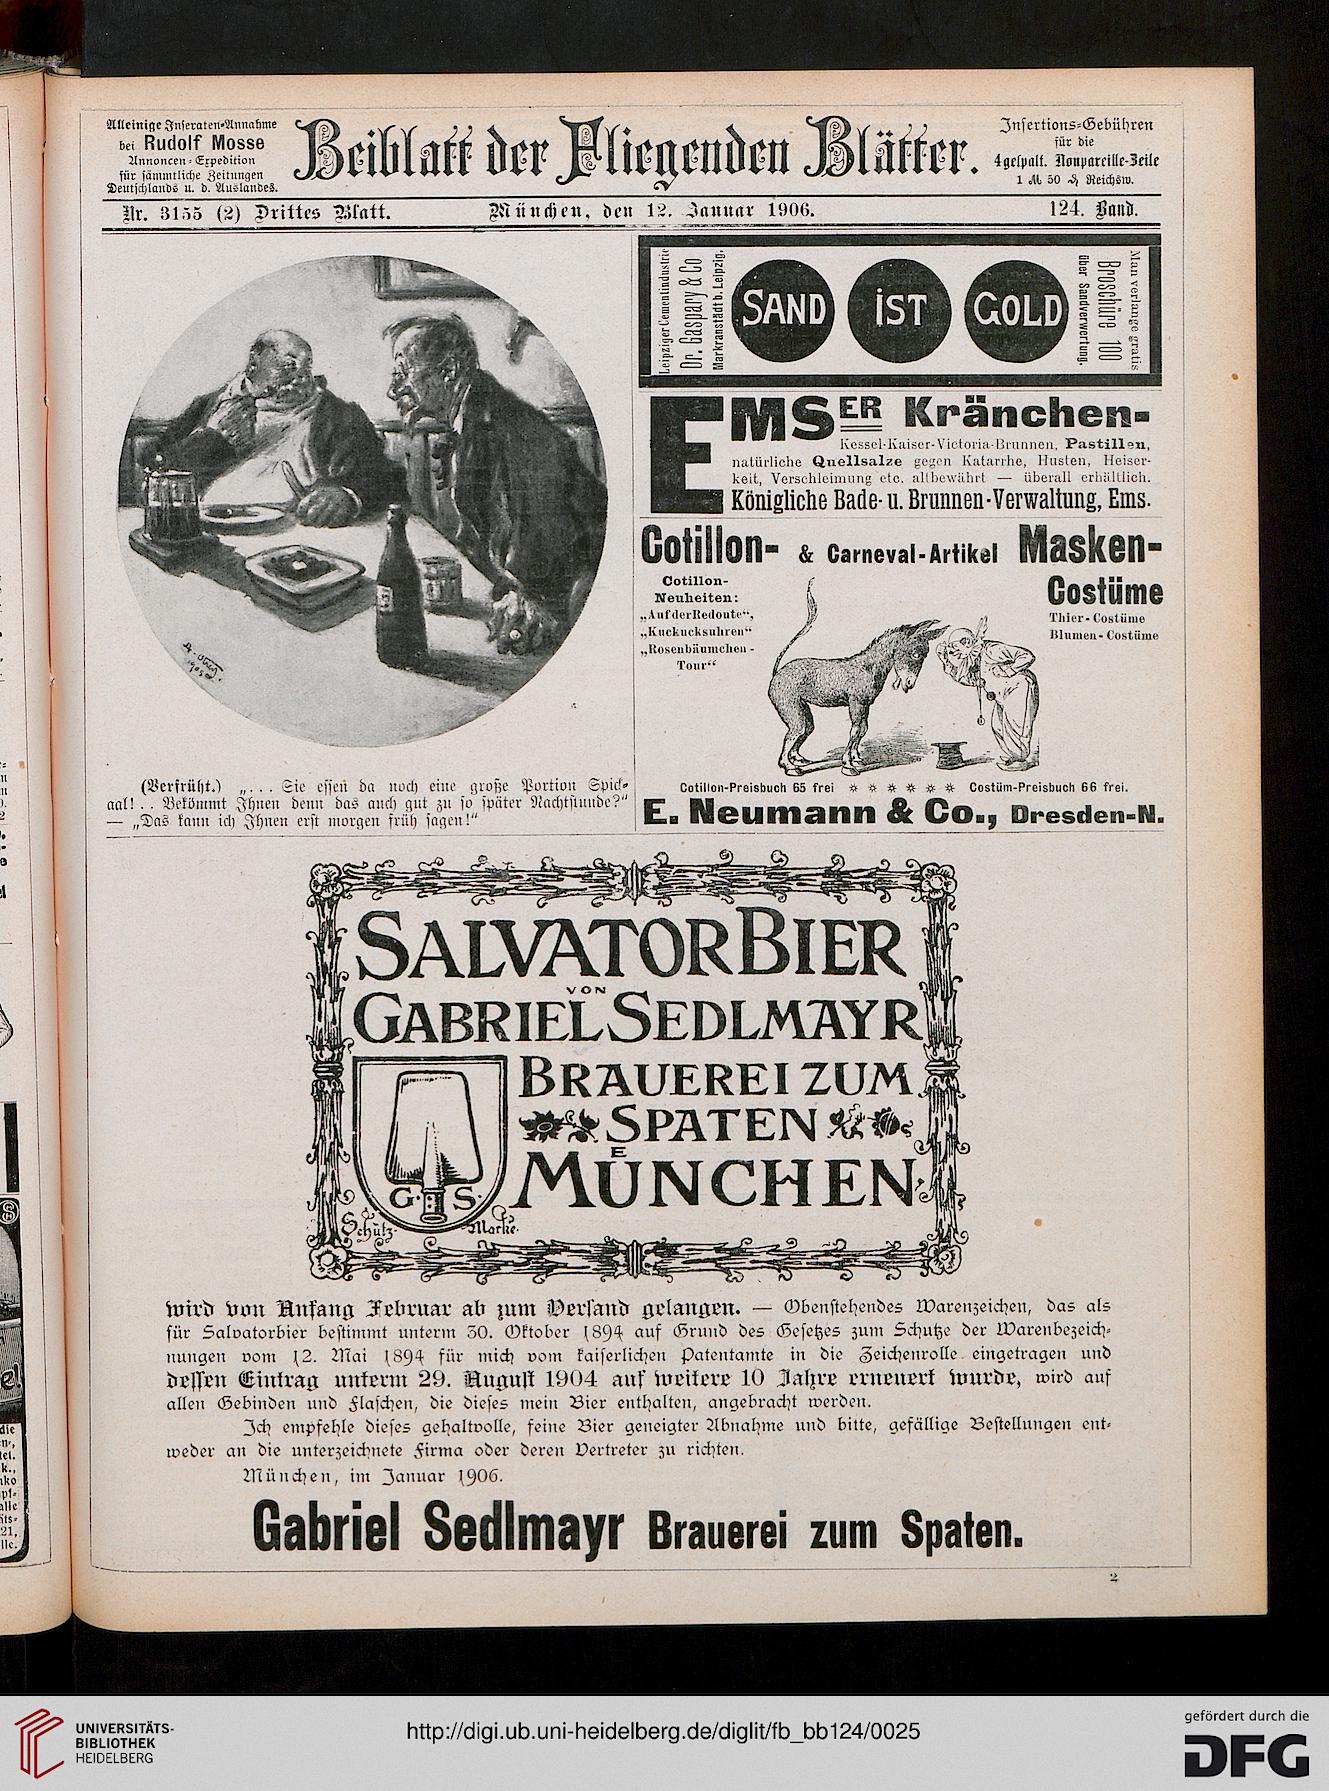 Alleinige Inseraten-Annahme
bei Rudolf Mosse
Annoncen-Expedition
für sämmtliche Zeitungen
Deutschlands u. d. Auslandes.
Beiblatt der Fliegenden Blätter.
Insertions-Gebühren
für die
4gespalt. Nonpareille-Zeile
1 M 50 ₰ Reichsw.
Nr. 3155 (2) Drittes Blatt. München, den 12. Januar 1906. 124. Band.
1905
(Verfrüht.) „... Sie essen da noch eine große Portion Spick-
aal! .. Bekömmt Ihnen denn das auch gut zu so später Nachtstunde?“
— „Das kann ich Ihnen erst morgen früh sagen!“
Leipziger Cementindustrie
Dr. Gaspary & Co
Markranstädt b. Leipzig.
SAND iST GOLD
Man verlange gratis
Broschüre 100
über Sandverwertung.
EMSER Kränchen-
Kessel-Kaiser-Victoria-Brunnen, Pastillen,
natürliche Quellsalze gegen Katarrhe, Husten, Heiser-
keit, Verschleimung etc. altbewährt — überall erhältlich.
Königliche Bade- u. Brunnen-Verwaltung, Ems.
Cotillon- & Carneval-Artikel Masken-
Costüme
Cotillon-
Neuheiten:
„Auf der Redoute“,
„Kuckucksuhren“
„Rosenbäumchen-
Tour“
Thier-Costüme
Blumen-Costüme
Cotillon-Preisbuch 65 frei * * * * * * Costüm-Preisbuch 66 frei.
E. Neumann & Co., Dresden-N.
SALVATORBIER
VON
GABRIEL SEDLMAYR
BRAUEREI ZUM
SPATEN
MÜNCHEN
G. S.
Schutz-Marke.
wird von Anfang Februar ab zum Versand gelangen. — Obenstehendes Warenzeichen, das als
für Salvatorbier bestimmt unterm 30. Oktober 1894 auf Grund des Gesetzes zum Schutze der Warenbezeich-
nungen vom 12. Mai 1894 für mich vom kaiserlichen Patentamte in die Zeichenrolle eingetragen und
dessen Eintrag unterm 29. August 1904 auf weitere 10 Jahre erneuert wurde, wird auf
allen Gebinden und Flaschen, die dieses mein Bier enthalten, angebracht werden.
Ich empfehle dieses gehaltvolle, feine Bier geneigter Abnahme und bitte, gefällige Bestellungen ent-
weder an die unterzeichnete Firma oder deren Vertreter zu richten.
München, im Januar 1906.
Gabriel Sedlmayr Brauerei zum Spaten.
2
UNIVERSITÄTS-
BIBLIOTHEK
HEIDELBERG
http://digi.ub.uni-heidelberg.de/diglit/fb_bb124/0025
gefördert durch die
DFG